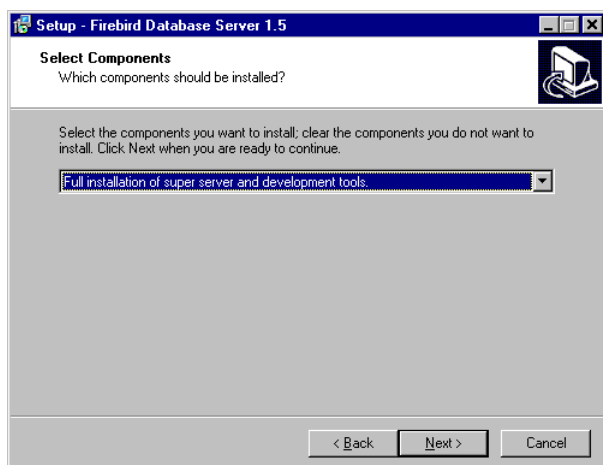 Setup - Firebird Database Server 1.5
Select Components
Which components should be installed?
Select the components you want to install; clear the components you do not want to
install. Click Next when you are ready to continue.
Full installation of super server and development tools.
< Back
Next >
Cancel